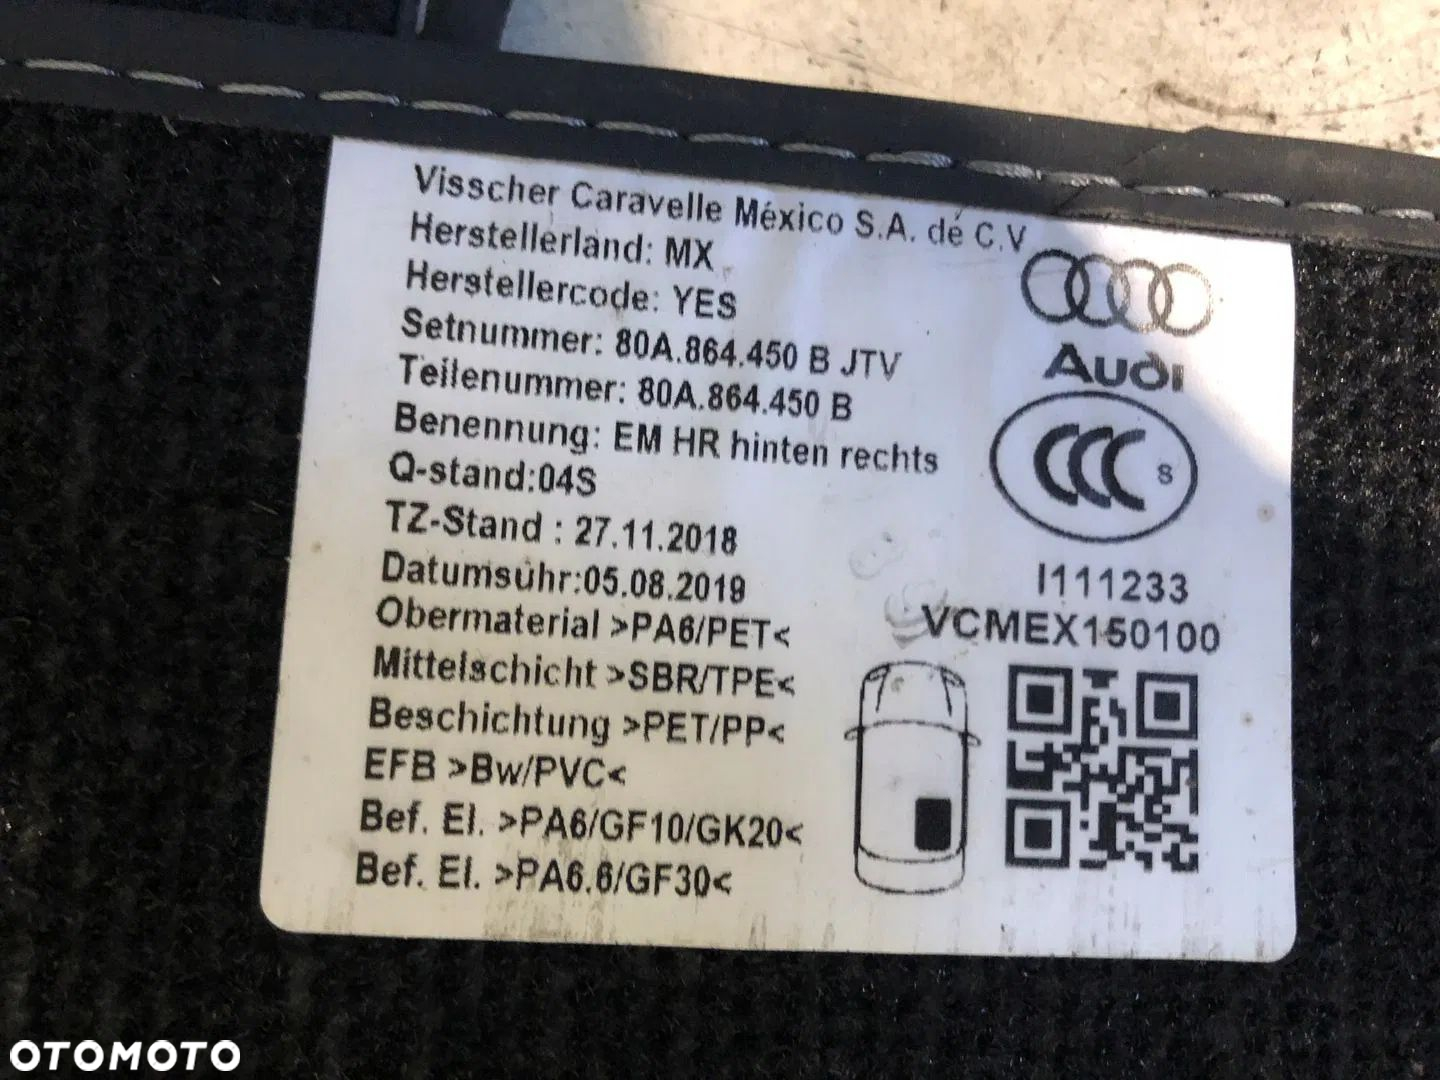 Visscher Caravelle México S.A. dé C.V
Herstellerland: MX
Herstellercode: YES
Setnummer: 80A.864.450 B JTV
Teilenummer: 80A.864.450 B
Benennung: EM HR hinten rechts
Q-stand:04S
TZ-Stand : 27.11.2018
Datumsuhr:05.08.2019
Obermaterial >PA6/PET<
Mittelschicht >SBR/TPE<
Beschichtung >PET/PP<
EFB >Bw/PVC<
Bef. El. >PA6/GF10/GK20<
Bef. El. >PA6.6/GF30<
Audi
CCC S
I111233
VCMEX150100
OTOMOTO